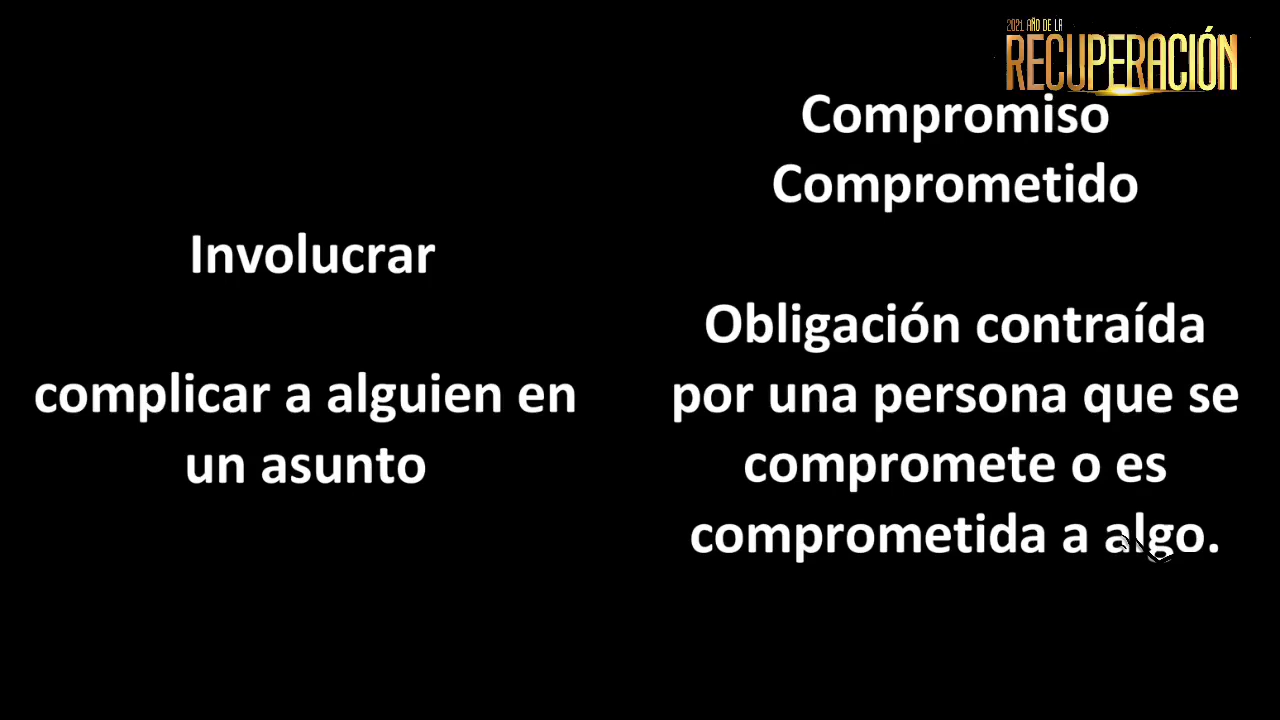 2021 AÑO DE LA
RECUPERACIÓN
Involucrar
complicar a alguien en
un asunto
Compromiso
Comprometido
Obligación contraída
por una persona que se
compromete o es
comprometida a algo.